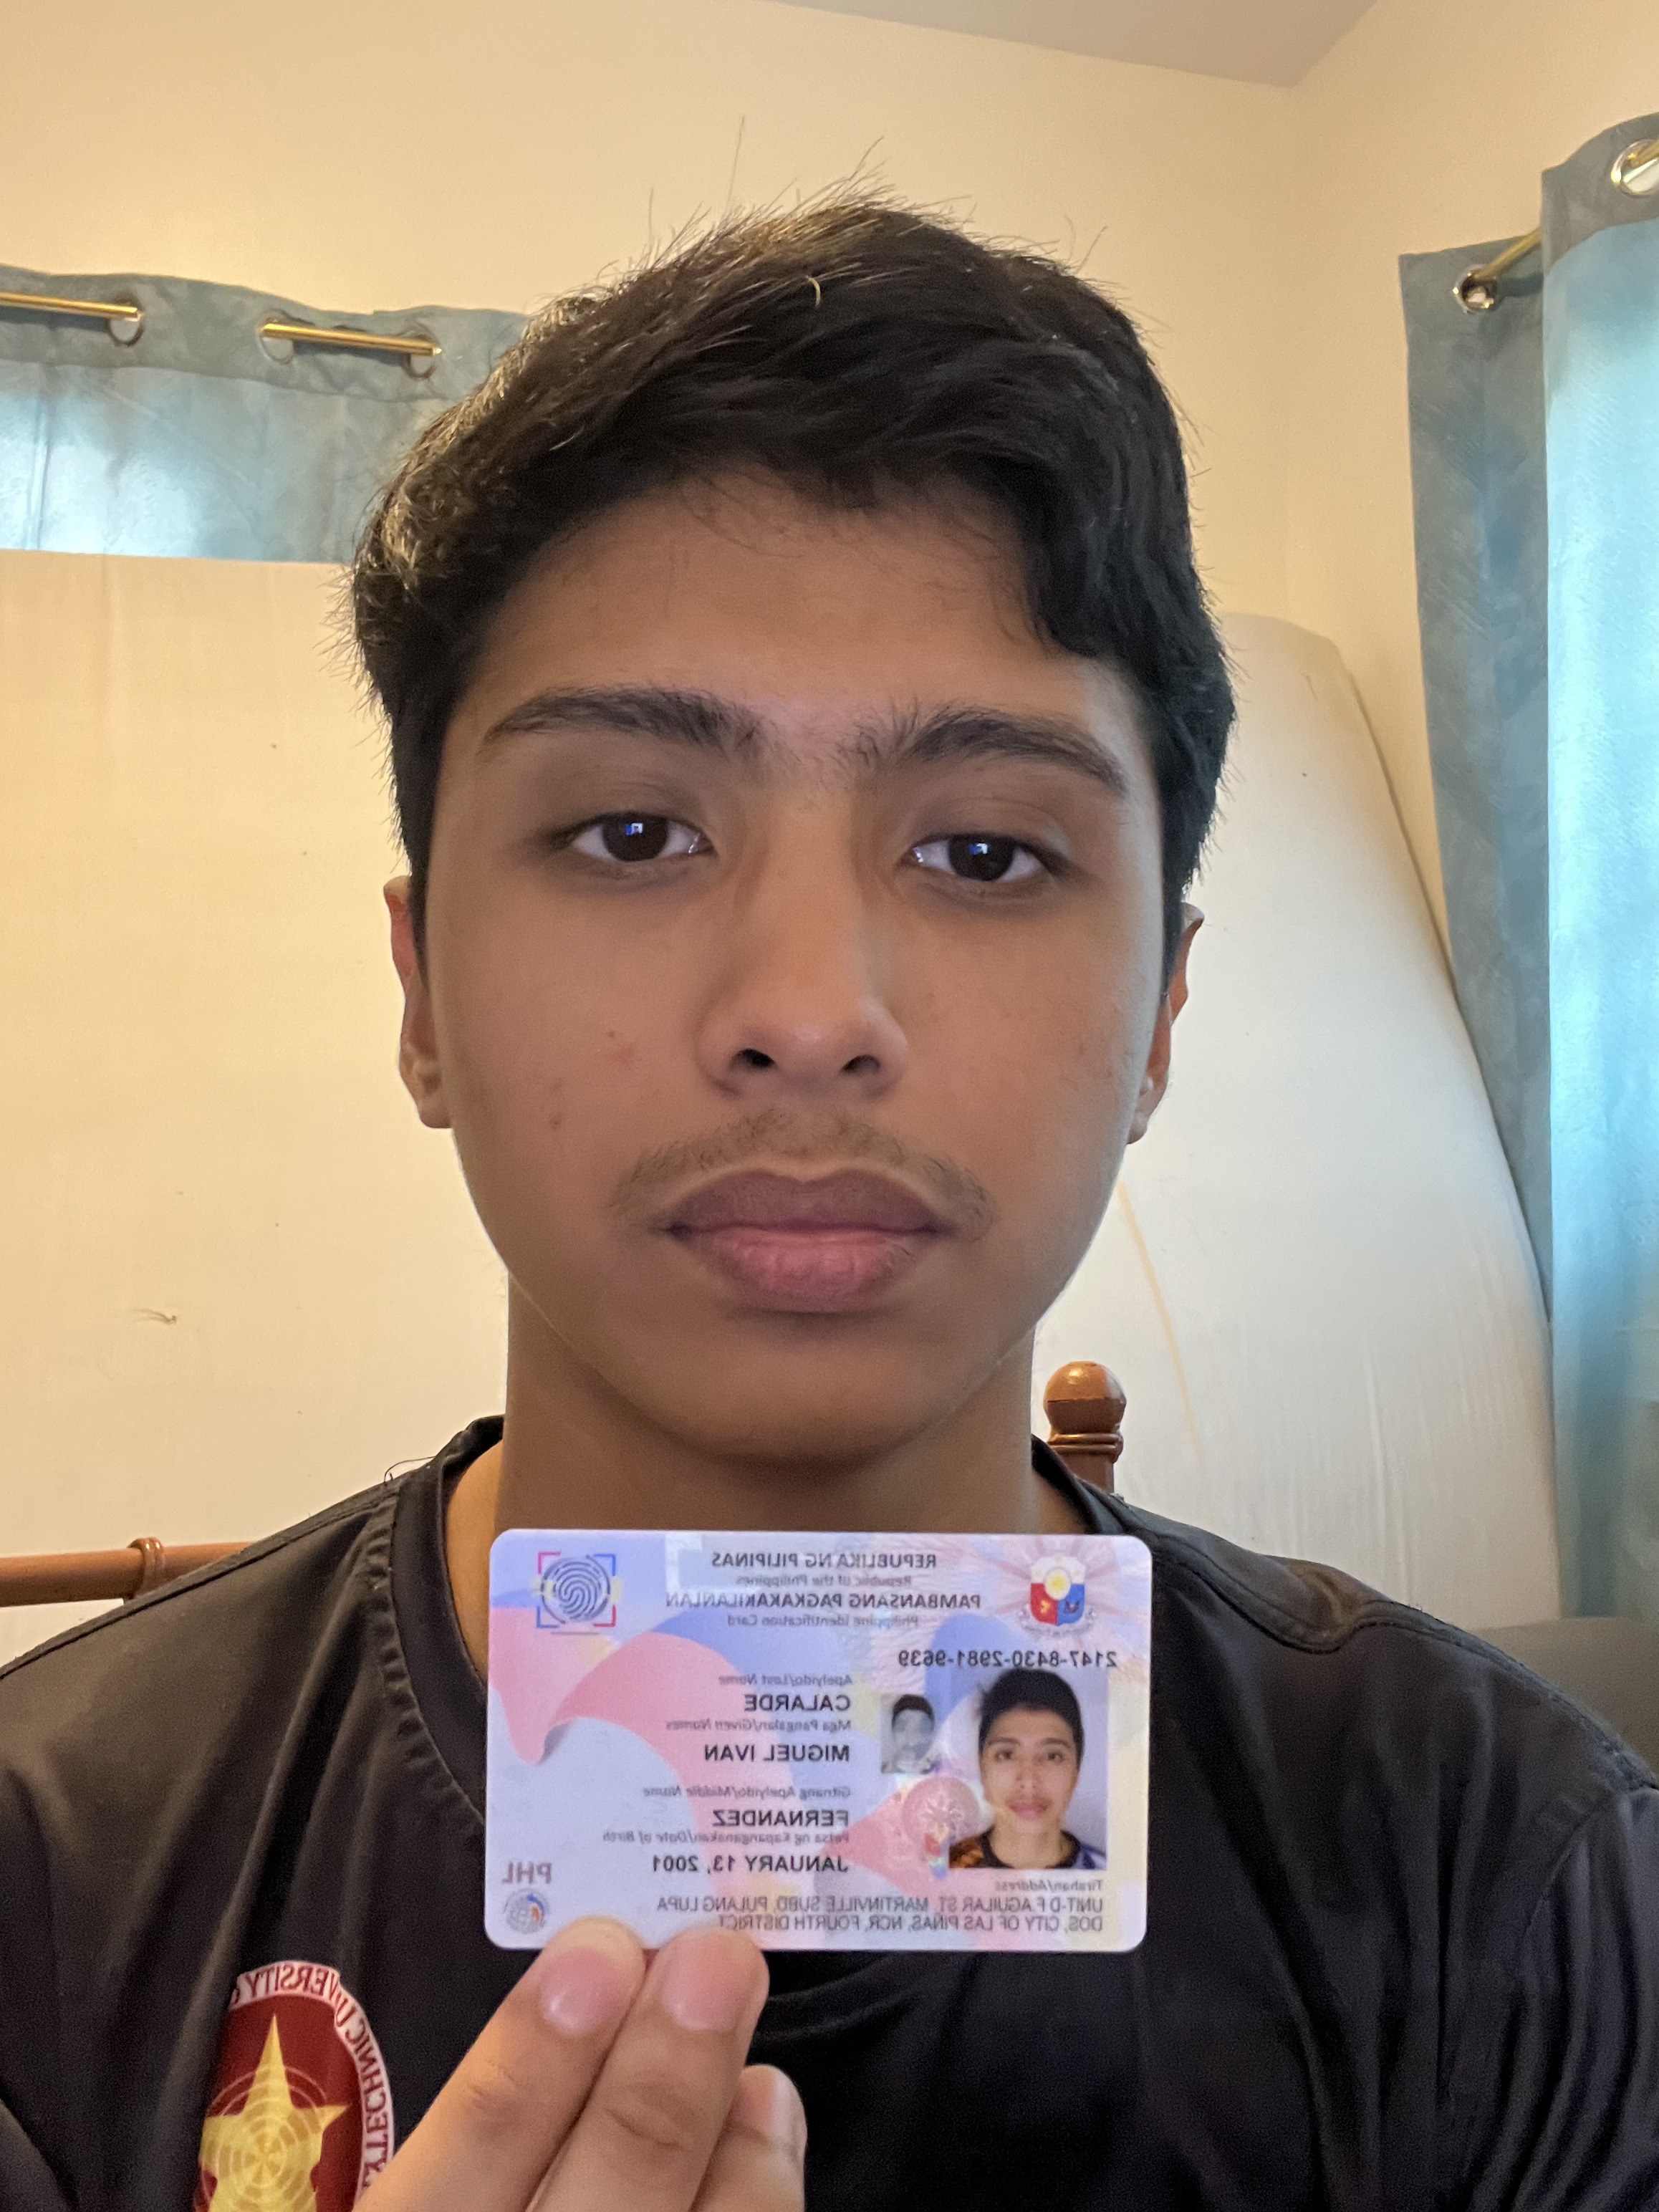 REPUBLIKA NG PILIPINAS
Republic of the Philippines
PAMBANSANG PAGKAKAKILANLAN
Philippine Identification Card
2147-8430-2981-9639
Apelyido/Last Name
CALARDE
Mga Pangalan/Given Names
MIGUEL IVAN
Gitnang Apelyido/Middle Name
FERNANDEZ
Petsa ng Kapanganakan/Date of Birth
JANUARY 13, 2001
PHL
Tirahan/Address
UNIT-D F.AGUILAR ST, MARTINVILLE SUBD, PULANG LUPA
DOS, CITY OF LAS PIÑAS, NCR, FOURTH DISTRICT
YTECHNIC UNIVERSITY